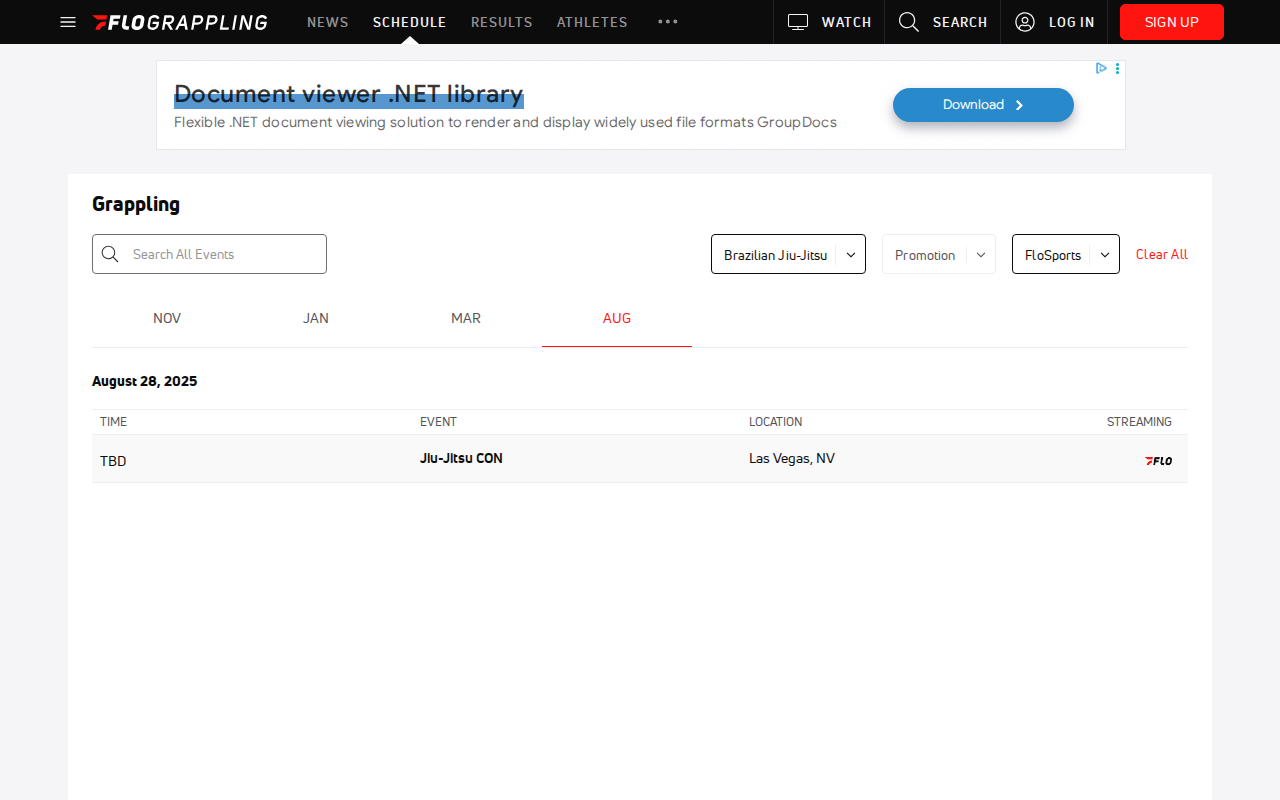 FLOGRAPPLING NEWS SCHEDULE RESULTS ATHLETES WATCH SEARCH LOG IN SIGN UP
Document viewer .NET library
Flexible .NET document viewing solution to render and display widely used file formats GroupDocs
Download
Grappling
Search All Events
Brazilian Jiu-Jitsu
Promotion
FloSports
Clear All
NOV JAN MAR AUG
August 28, 2025
TIME EVENT LOCATION STREAMING
TBD Jiu-Jitsu CON Las Vegas, NV FLO